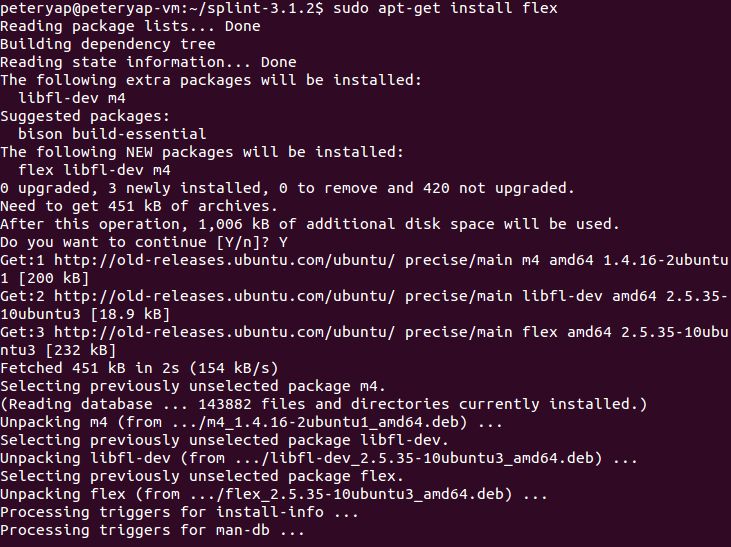 peteryap@peteryap-vm:~/splint-3.1.2$ sudo apt-get install flex
Reading package lists... Done
Building dependency tree
Reading state information... Done
The following extra packages will be installed:
  libfl-dev m4
Suggested packages:
  bison build-essential
The following NEW packages will be installed:
  flex libfl-dev m4
0 upgraded, 3 newly installed, 0 to remove and 420 not upgraded.
Need to get 451 kB of archives.
After this operation, 1,006 kB of additional disk space will be used.
Do you want to continue [Y/n]? Y
Get:1 http://old-releases.ubuntu.com/ubuntu/ precise/main m4 amd64 1.4.16-2ubuntu
1 [200 kB]
Get:2 http://old-releases.ubuntu.com/ubuntu/ precise/main libfl-dev amd64 2.5.35-
10ubuntu3 [18.9 kB]
Get:3 http://old-releases.ubuntu.com/ubuntu/ precise/main flex amd64 2.5.35-10ubu
ntu3 [232 kB]
Fetched 451 kB in 2s (154 kB/s)
Selecting previously unselected package m4.
(Reading database ... 143882 files and directories currently installed.)
Unpacking m4 (from .../m4_1.4.16-2ubuntu1_amd64.deb) ...
Selecting previously unselected package libfl-dev.
Unpacking libfl-dev (from .../libfl-dev_2.5.35-10ubuntu3_amd64.deb) ...
Selecting previously unselected package flex.
Unpacking flex (from .../flex_2.5.35-10ubuntu3_amd64.deb) ...
Processing triggers for install-info ...
Processing triggers for man-db ...